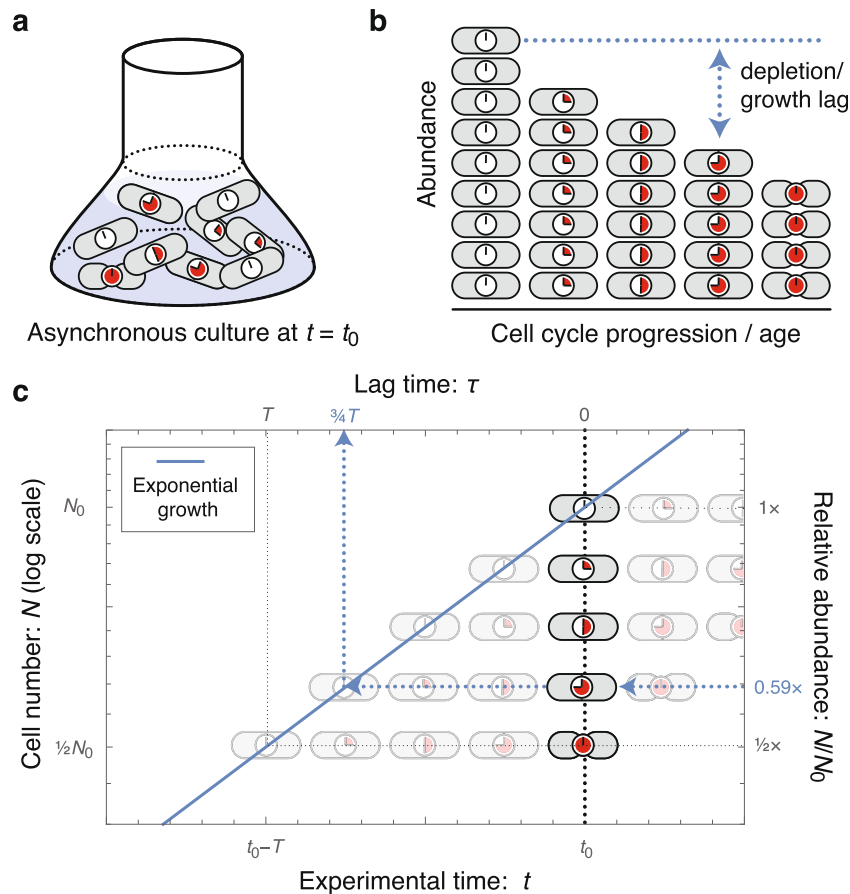 a
Asynchronous culture at t = t₀
b
Abundance
depletion/
growth lag
Cell cycle progression / age
c
Lag time: τ
T
¾T
0
Exponential
growth
Cell number: N (log scale)
N₀
½N₀
1×
0.59×
½×
Relative abundance: N/N₀
t₀−T
t₀
Experimental time: t